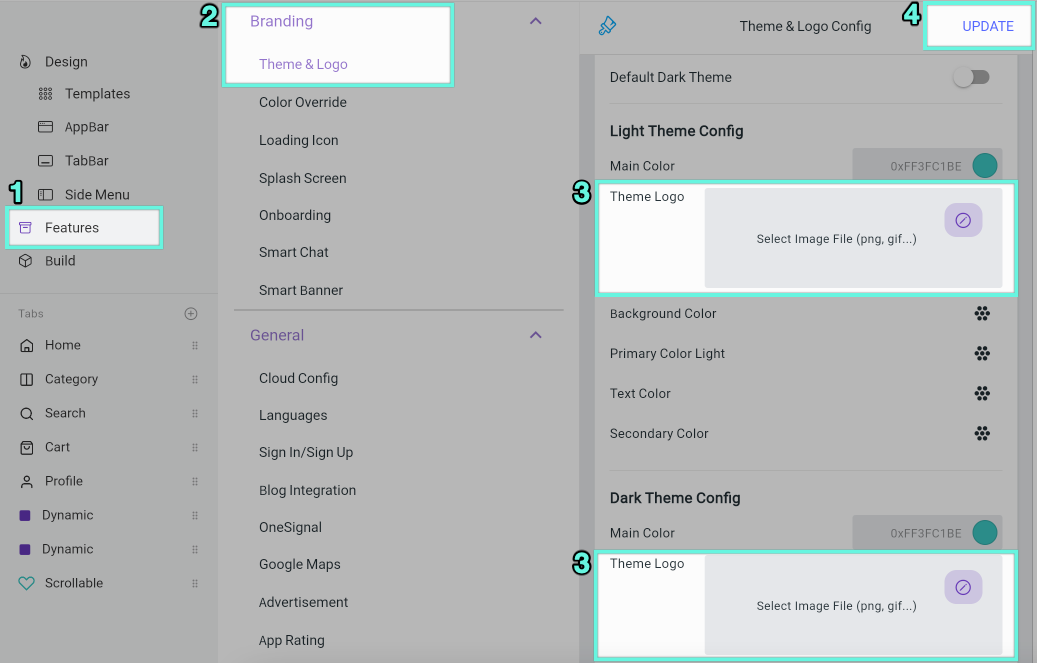 1
Design
Templates
AppBar
TabBar
Side Menu
Features
Build
Tabs
Home
Category
Search
Cart
Profile
Dynamic
Dynamic
Scrollable
2
Branding
Theme & Logo
Color Override
Loading Icon
Splash Screen
Onboarding
Smart Chat
Smart Banner
General
Cloud Config
Languages
Sign In/Sign Up
Blog Integration
OneSignal
Google Maps
Advertisement
App Rating
Theme & Logo Config
4
UPDATE
Default Dark Theme
Light Theme Config
Main Color
0xFF3FC1BE
3
Theme Logo
Select Image File (png, gif...)
Background Color
Primary Color Light
Text Color
Secondary Color
Dark Theme Config
Main Color
0xFF3FC1BE
3
Theme Logo
Select Image File (png, gif...)